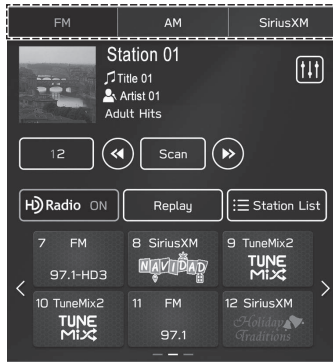 FM AM SiriusXM
Station 01
Title 01
Artist 01
Adult Hits
12 Scan
HD Radio ON Replay Station List
7 FM 8 SiriusXM 9 TuneMix2
97.1-HD3 NAVIDAD TUNE MiX
10 TuneMix2 11 FM 12 SiriusXM
TUNE MiX 97.1 Holiday Traditions